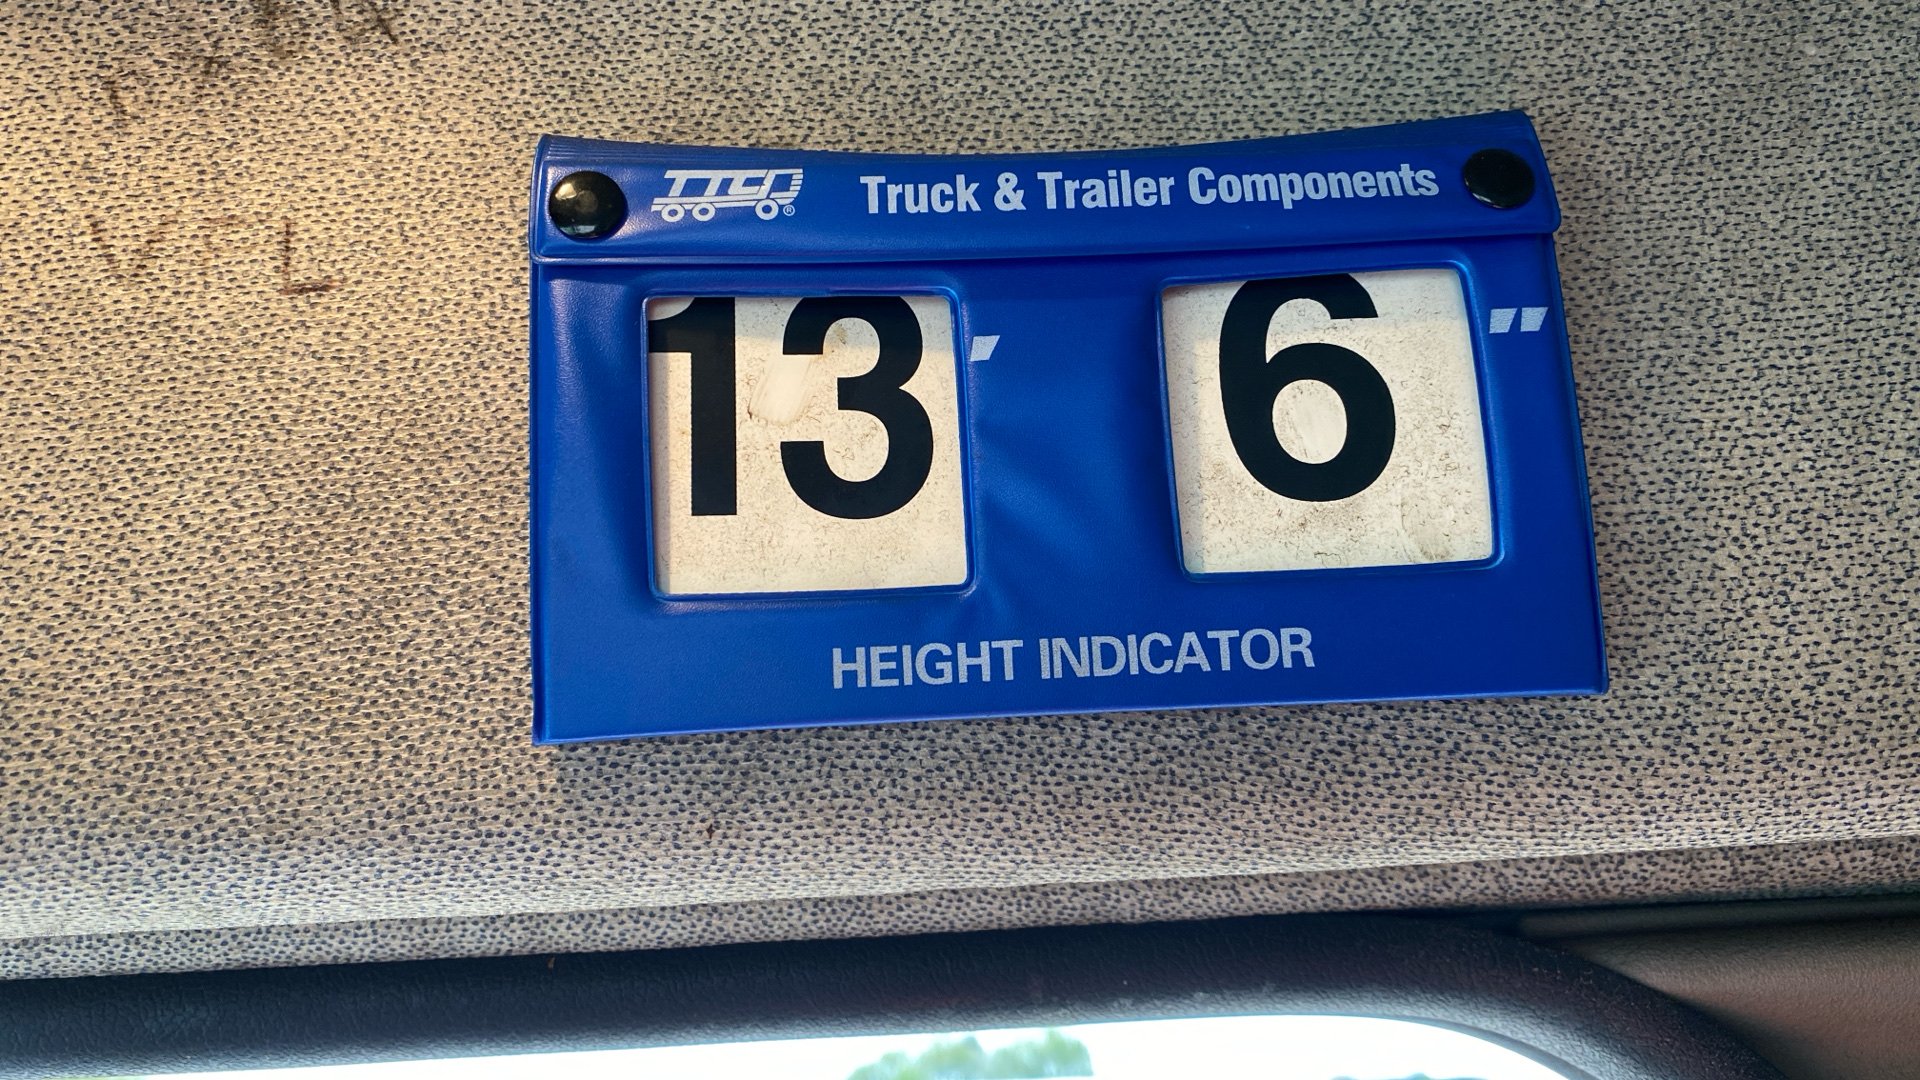 TTC Truck & Trailer Components
13' 6"
HEIGHT INDICATOR